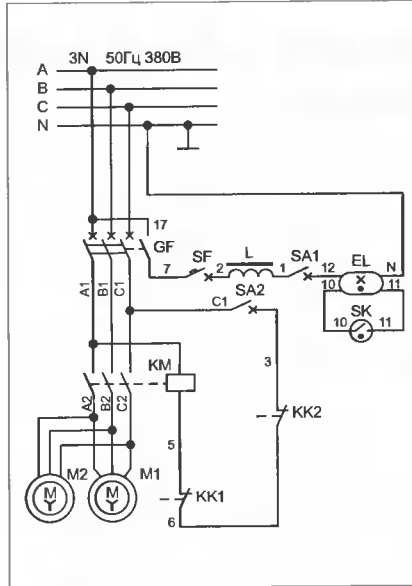 3N 50Гц 380В
A
B
C
N
17
GF
SF
L
SA1
EL
7
2
1
12
N
10
11
A1
B1
C1
C1
SA2
SK
10
11
KM
3
A2
B2
C2
KK2
5
M2
M1
M
Y
M
Y
KK1
6